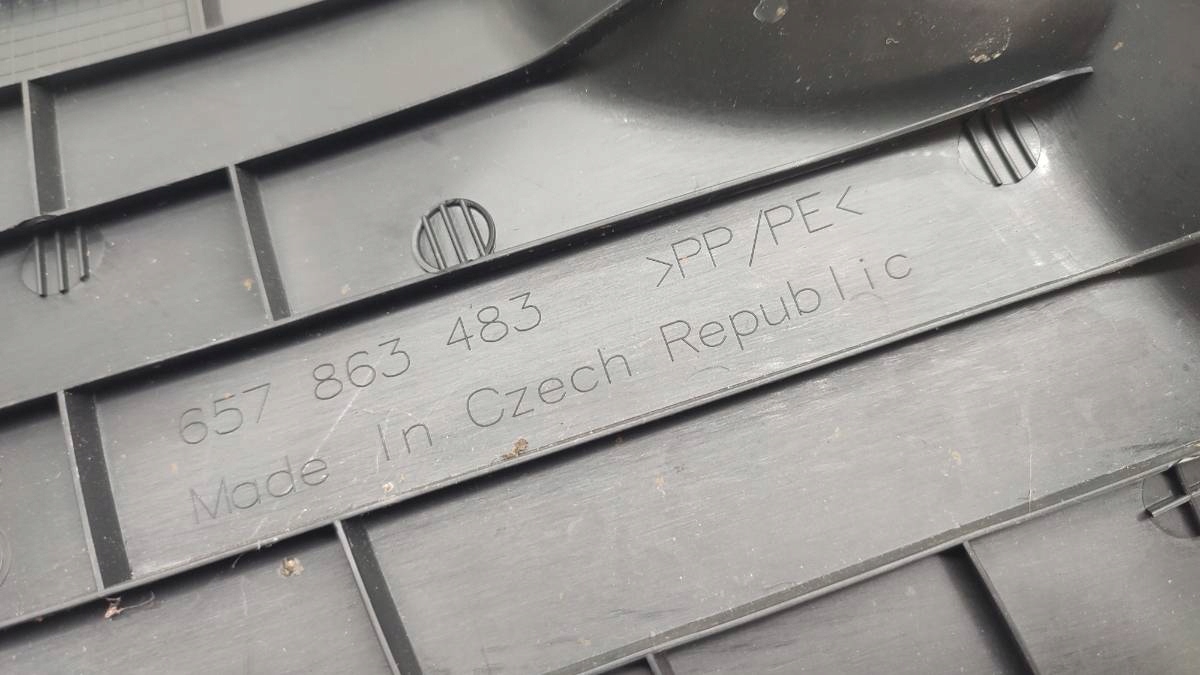 657 863 483 >PP/PE<
Made In Czech Republic